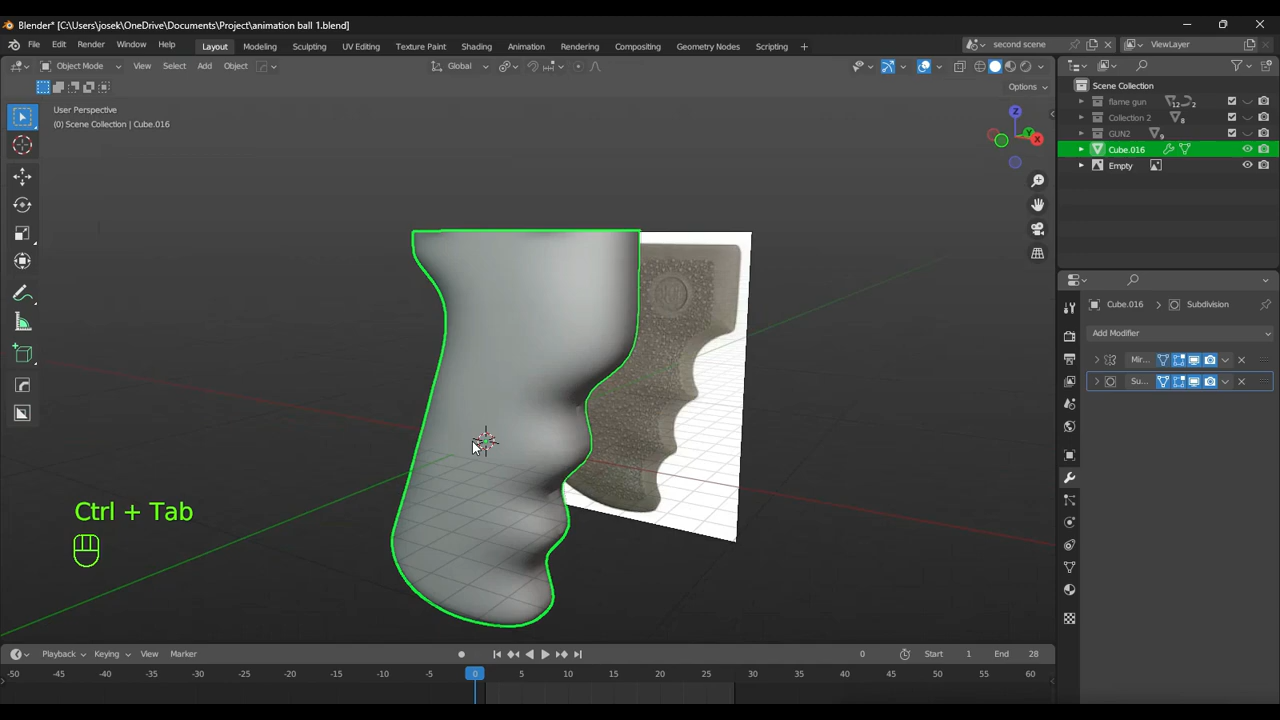 Blender* [C:\Users\josek\OneDrive\Documents\Project\animation ball 1.blend]
File Edit Render Window Help Layout Modeling Sculpting UV Editing Texture Paint Shading Animation Rendering Compositing Geometry Nodes Scripting + second scene ViewLayer
Object Mode View Select Add Object Global
Options
User Perspective
(0) Scene Collection | Cube.016
Z
Y
X
Scene Collection
flame gun 12 2
Collection 2 8
GUN2 9
Cube.016
Empty
Cube.016 > Subdivision
Add Modifier
Mir...
Su...
Ctrl + Tab
Playback Keying View Marker 0 Start 1 End 28
-50 -45 -40 -35 -30 -25 -20 -15 -10 -5 0 5 10 15 20 25 30 35 40 45 50 55 60